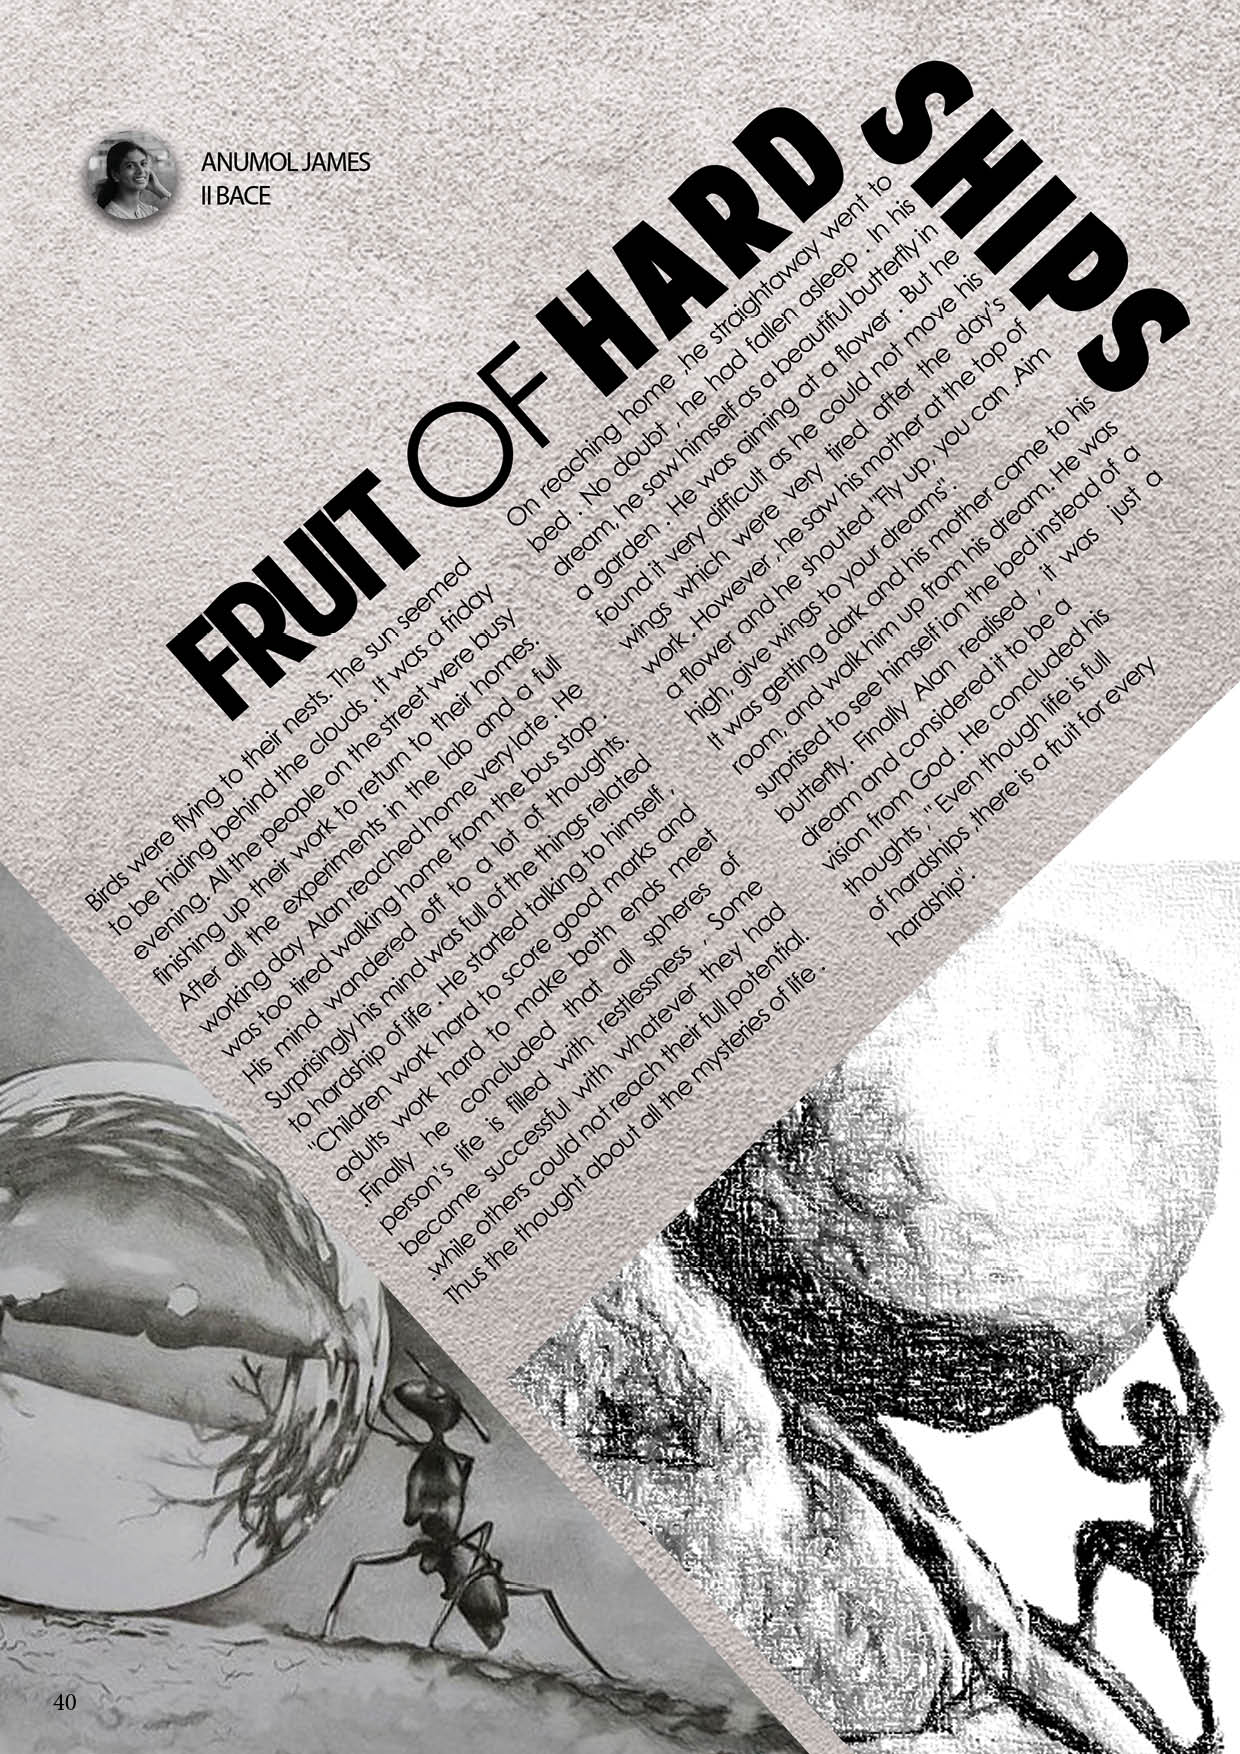 ANUMOL JAMES
II BACE
FRUIT OF HARD SHIPS
Birds were flying to their nests. The sun seemed
to be hiding behind the clouds . It was a friday
evening. All the people on the street were busy
finishing up their work to return to their homes.
After all the experiments in the lab and a full
working day, Alan reached home very late . He
was too tired walking home from the bus stop .
His mind wandered off to a lot of thoughts.
Surprisingly his mind was full of the things related
to hardship of life . He started talking to himself ,
"Children work hard to score good marks and
adults work hard to make both ends meet
.Finally he concluded that all spheres of
person's life is filled with restlessness , Some
became successful with whatever they had
.while others could not reach their full potential.
Thus the thought about all the mysteries of life .
On reaching home ,he straightaway went to
bed . No doubt , he had fallen asleep . In his
dream, he saw himself as a beautiful butterfly in
a garden . He was aiming at a flower . But he
found it very difficult as he could not move his
wings which were very tired after the day's
work . However , he saw his mother at the top of
a flower and he shouted "Fly up, you can .Aim
high, give wings to your dreams".
It was getting dark and his mother came to his
room, and walk him up from his dream. He was
surprised to see himself on the bed instead of a
butterfly. Finally Alan realised , it was just a
dream and considered it to be a
vision from God . He concluded his
thoughts ," Even though life is full
of hardships ,there is a fruit for every
hardship".
40